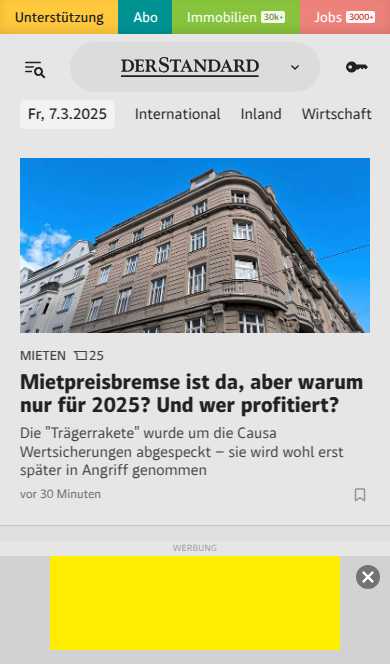 Unterstützung Abo Immobilien 30k+ Jobs 3000+
DERSTANDARD
Fr, 7.3.2025 International Inland Wirtschaft
MIETEN 25
Mietpreisbremse ist da, aber warum
nur für 2025? Und wer profitiert?
Die "Trägerrakete" wurde um die Causa
Wertsicherungen abgespeckt – sie wird wohl erst
später in Angriff genommen
vor 30 Minuten
WERBUNG